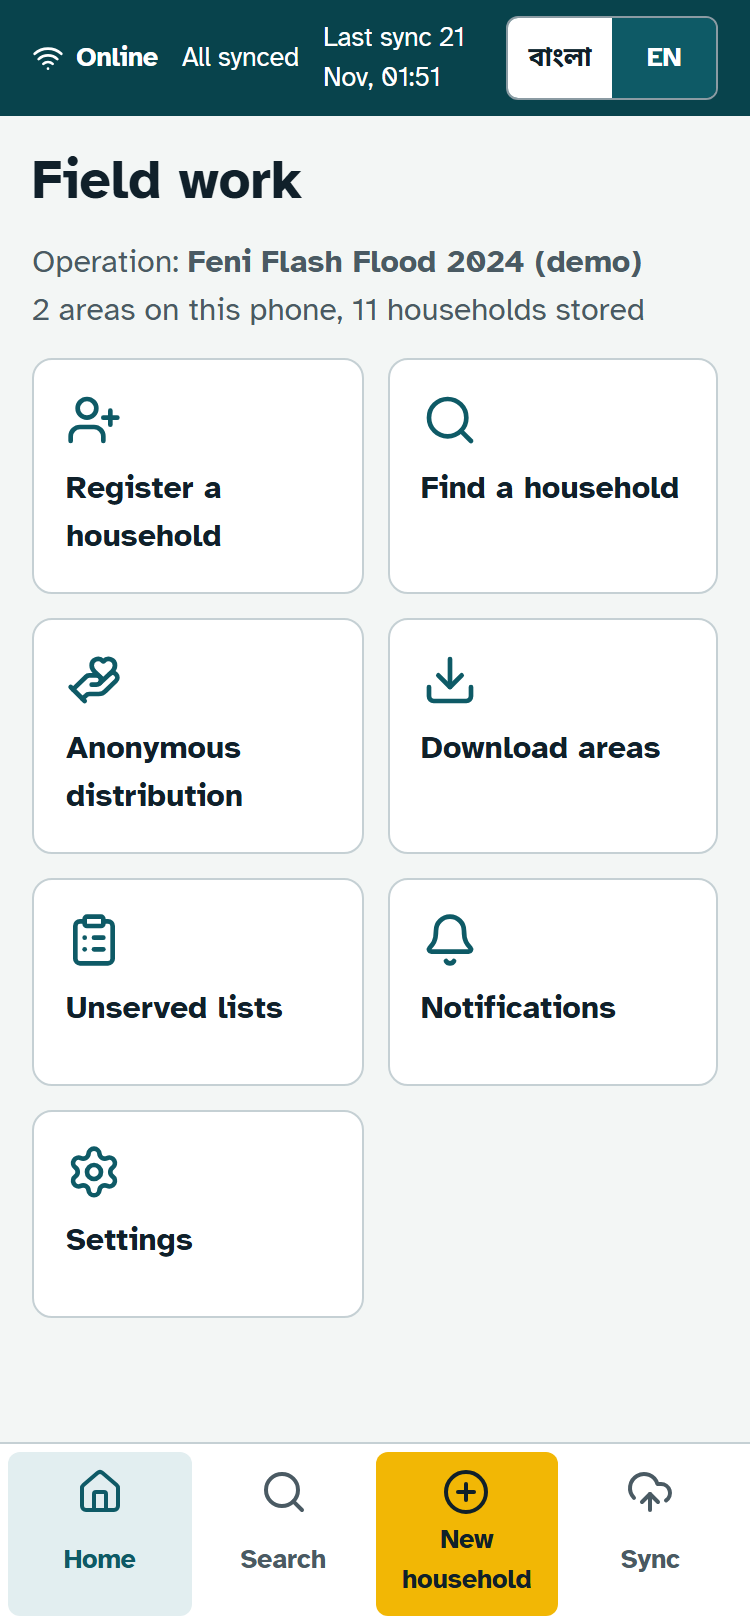 Online All synced Last sync 21
Nov, 01:51
বাংলা EN
Field work
Operation: Feni Flash Flood 2024 (demo)
2 areas on this phone, 11 households stored
Register a
household
Find a household
Anonymous
distribution
Download areas
Unserved lists
Notifications
Settings
Home
Search
New
household
Sync